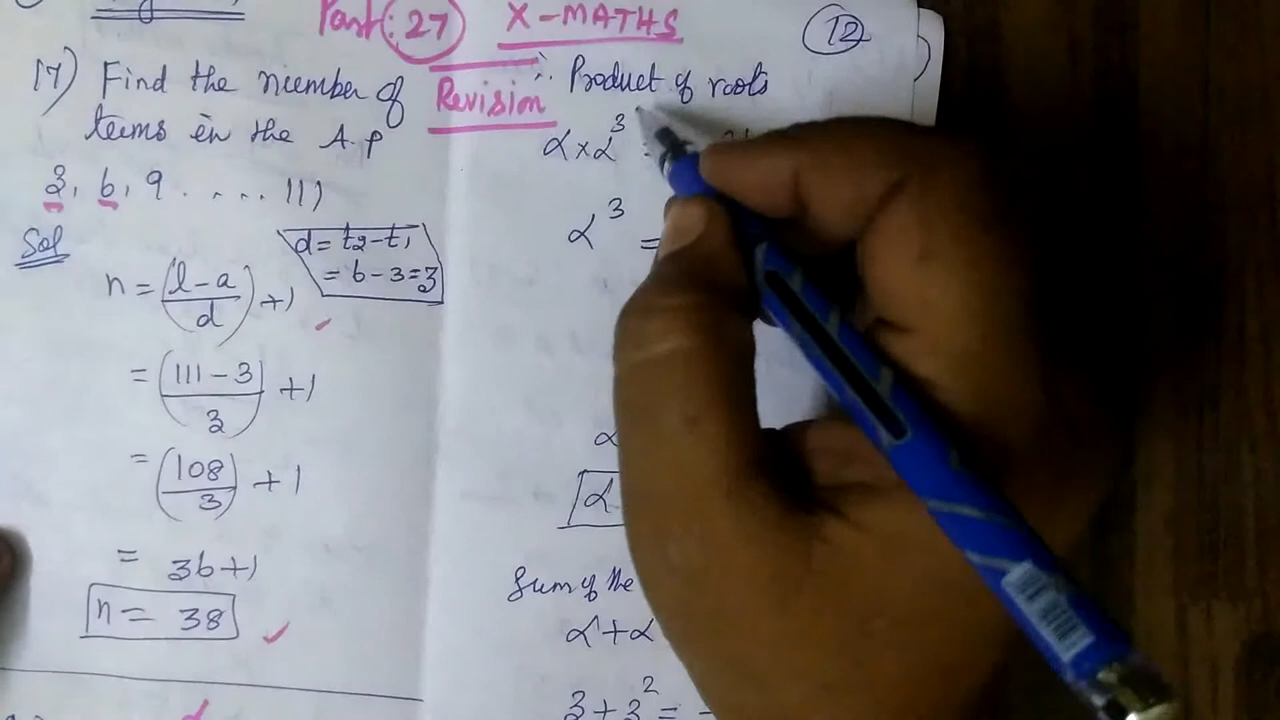 Part: 27 X-MATHS
12
Revision
17) Find the number of
terms in the A.P
3, 6, 9 ..... 111
Sol
d = t2 - t1
= 6 - 3 = 3
n = (l - a / d) + 1
= (111 - 3 / 3) + 1
= (108 / 3) + 1
= 36 + 1
n = 38
∴ Product of roots
α × α³
α³ =
α
α
Sum of the
α + α
3 + 3² = -